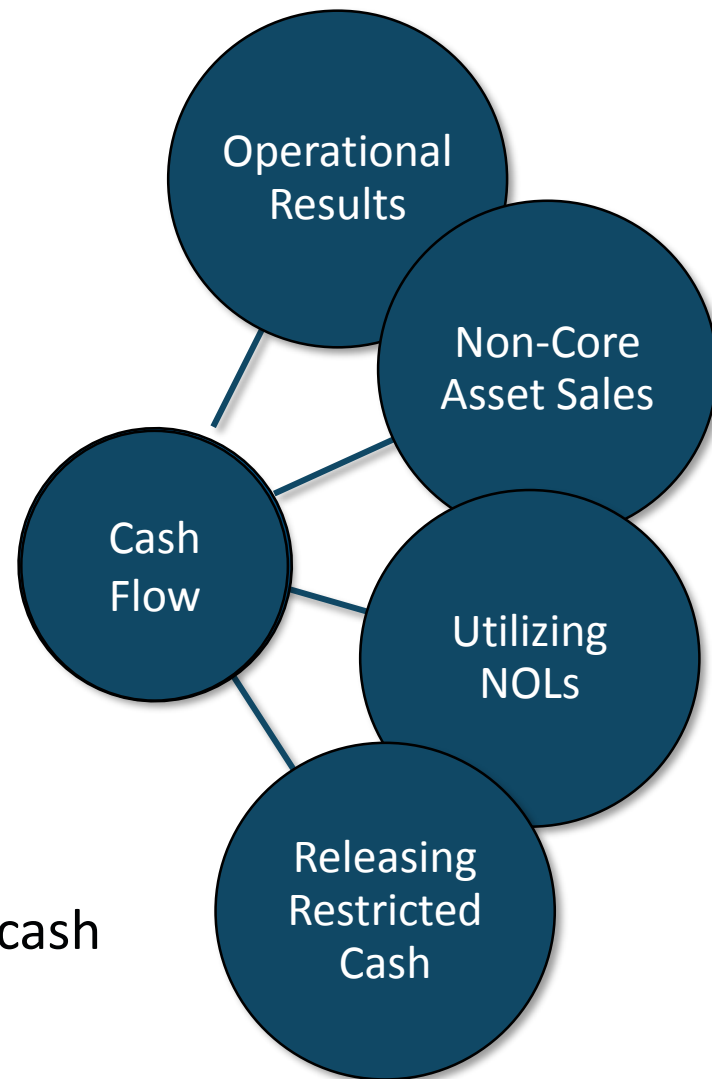 Operational
Results
Non-Core
Asset Sales
Cash
Flow
Utilizing
NOLs
Releasing
Restricted
Cash
cash